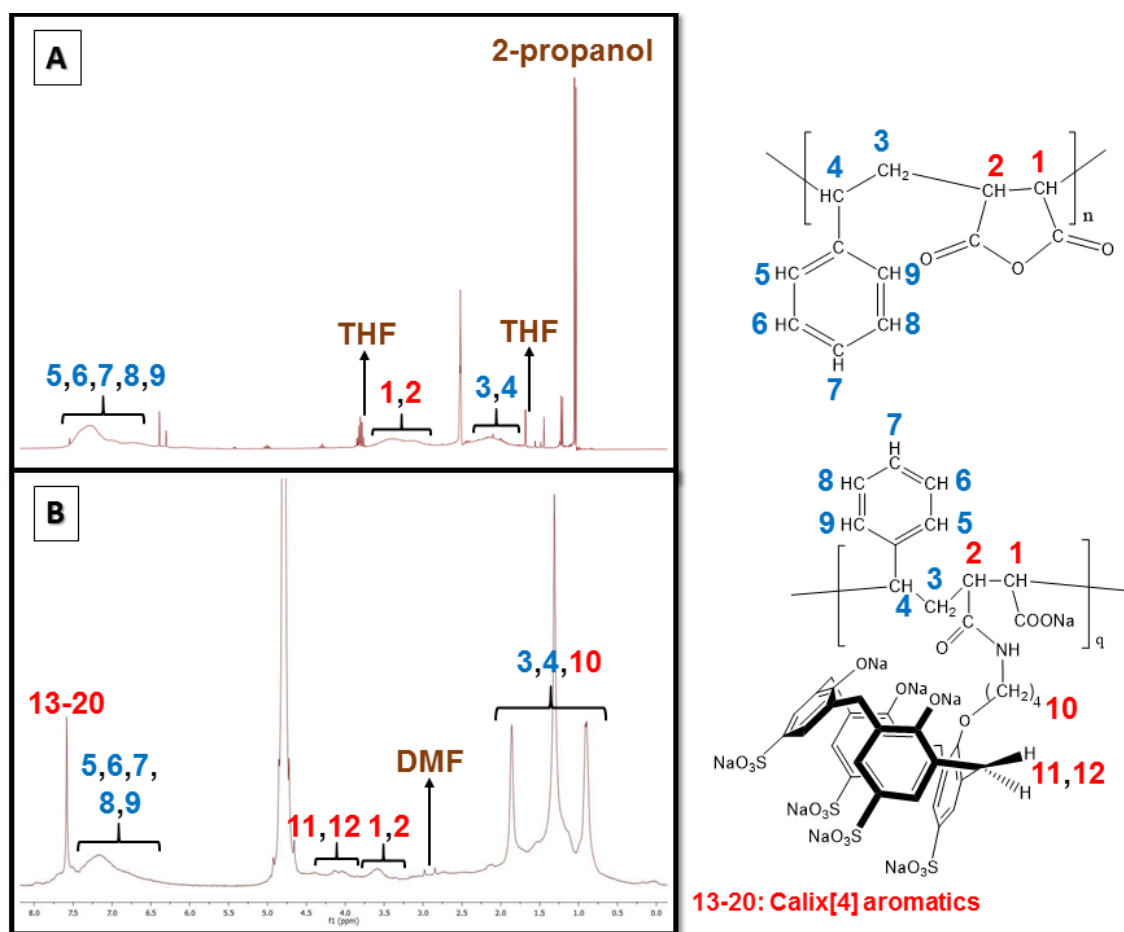 A
2-propanol
THF
THF
5,6,7,8,9
1,2
3,4
3
4
2
1
CH2
HC
CH
CH
n
C
C
C
O
O
O
5
HC
CH
9
6
HC
CH
8
C
H
7
B
13-20
5,6,7,
8,9
11,12
1,2
DMF
3,4,10
8.0 7.5 7.0 6.5 6.0 5.5 5.0 4.5 4.0 3.5 3.0 2.5 2.0 1.5 1.0 0.5 0.0
f1 (ppm)
7
H
C
8
HC
CH
6
9
HC
CH
5
2
1
3
CH
4
CH2
COONa
q
C
O
NH
ONa
ONa
ONa
(CH2)4
10
O
H
H
11,12
NaO3S
NaO3S
NaO3S
NaO3S
13-20: Calix[4] aromatics